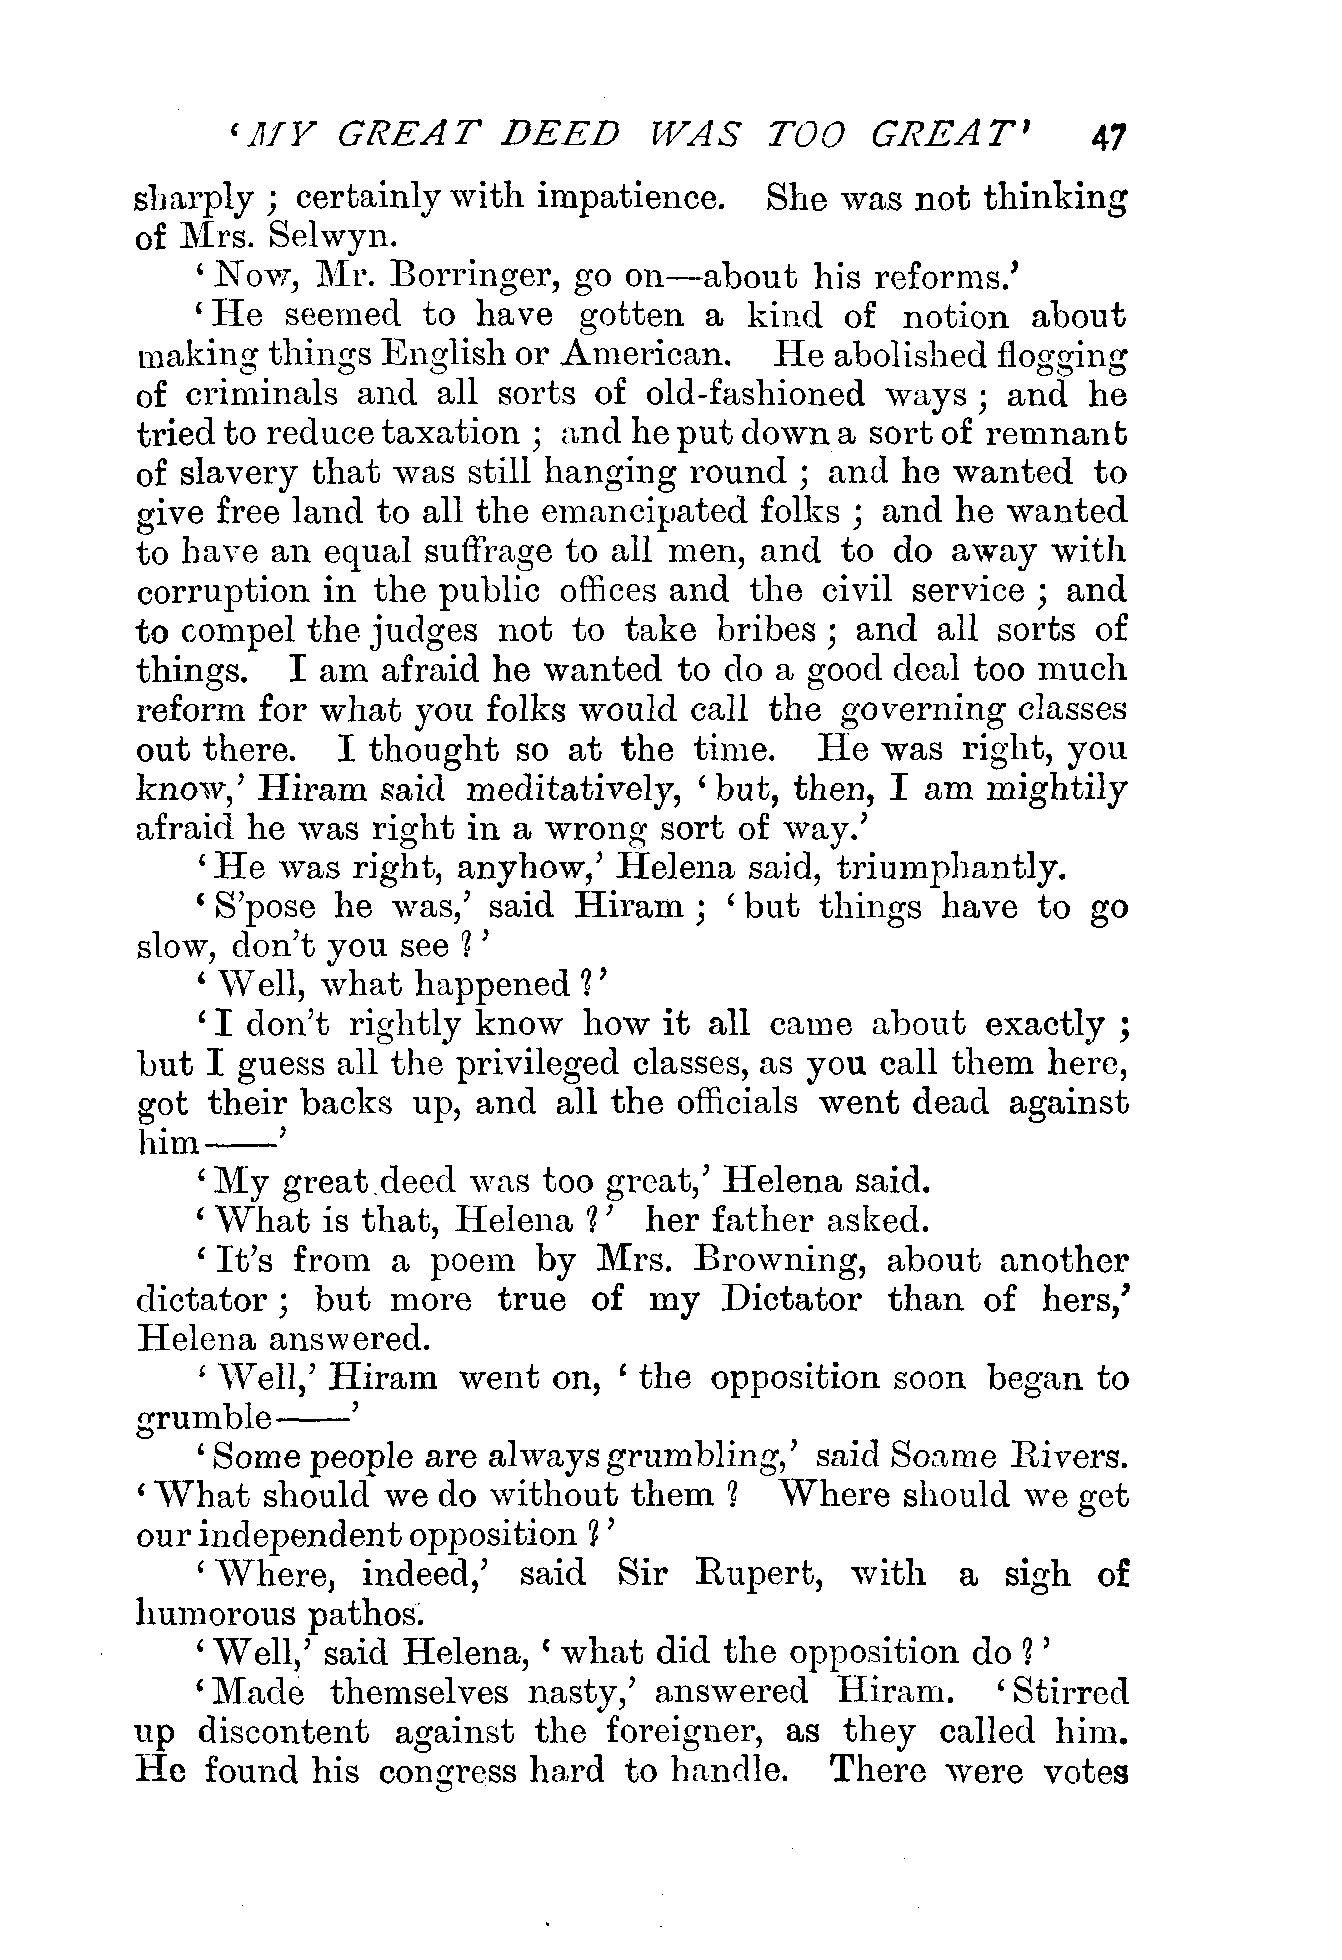 ‘MY GREAT DEED WAS TOO GREAT’ 47
sharply ; certainly with impatience. She was not thinking
of Mrs. Selwyn.
‘Now, Mr. Borringer, go on—about his reforms.’
‘He seemed to have gotten a kind of notion about
making things English or American. He abolished flogging
of criminals and all sorts of old-fashioned ways ; and he
tried to reduce taxation ; and he put down a sort of remnant
of slavery that was still hanging round ; and he wanted to
give free land to all the emancipated folks ; and he wanted
to have an equal suffrage to all men, and to do away with
corruption in the public offices and the civil service ; and
to compel the judges not to take bribes ; and all sorts of
things. I am afraid he wanted to do a good deal too much
reform for what you folks would call the governing classes
out there. I thought so at the time. He was right, you
know,’ Hiram said meditatively, ‘but, then, I am mightily
afraid he was right in a wrong sort of way.’
‘He was right, anyhow,’ Helena said, triumphantly.
‘S’pose he was,’ said Hiram ; ‘but things have to go
slow, don’t you see ?’
‘Well, what happened ?’
‘I don’t rightly know how it all came about exactly ;
but I guess all the privileged classes, as you call them here,
got their backs up, and all the officials went dead against
him——’
‘My great deed was too great,’ Helena said.
‘What is that, Helena ?’ her father asked.
‘It’s from a poem by Mrs. Browning, about another
dictator ; but more true of my Dictator than of hers,’
Helena answered.
‘Well,’ Hiram went on, ‘the opposition soon began to
grumble——’
‘Some people are always grumbling,’ said Soame Rivers.
‘What should we do without them ? Where should we get
our independent opposition ?’
‘Where, indeed,’ said Sir Rupert, with a sigh of
humorous pathos.
‘Well,’ said Helena, ‘what did the opposition do ?’
‘Made themselves nasty,’ answered Hiram. ‘Stirred
up discontent against the foreigner, as they called him.
He found his congress hard to handle. There were votes